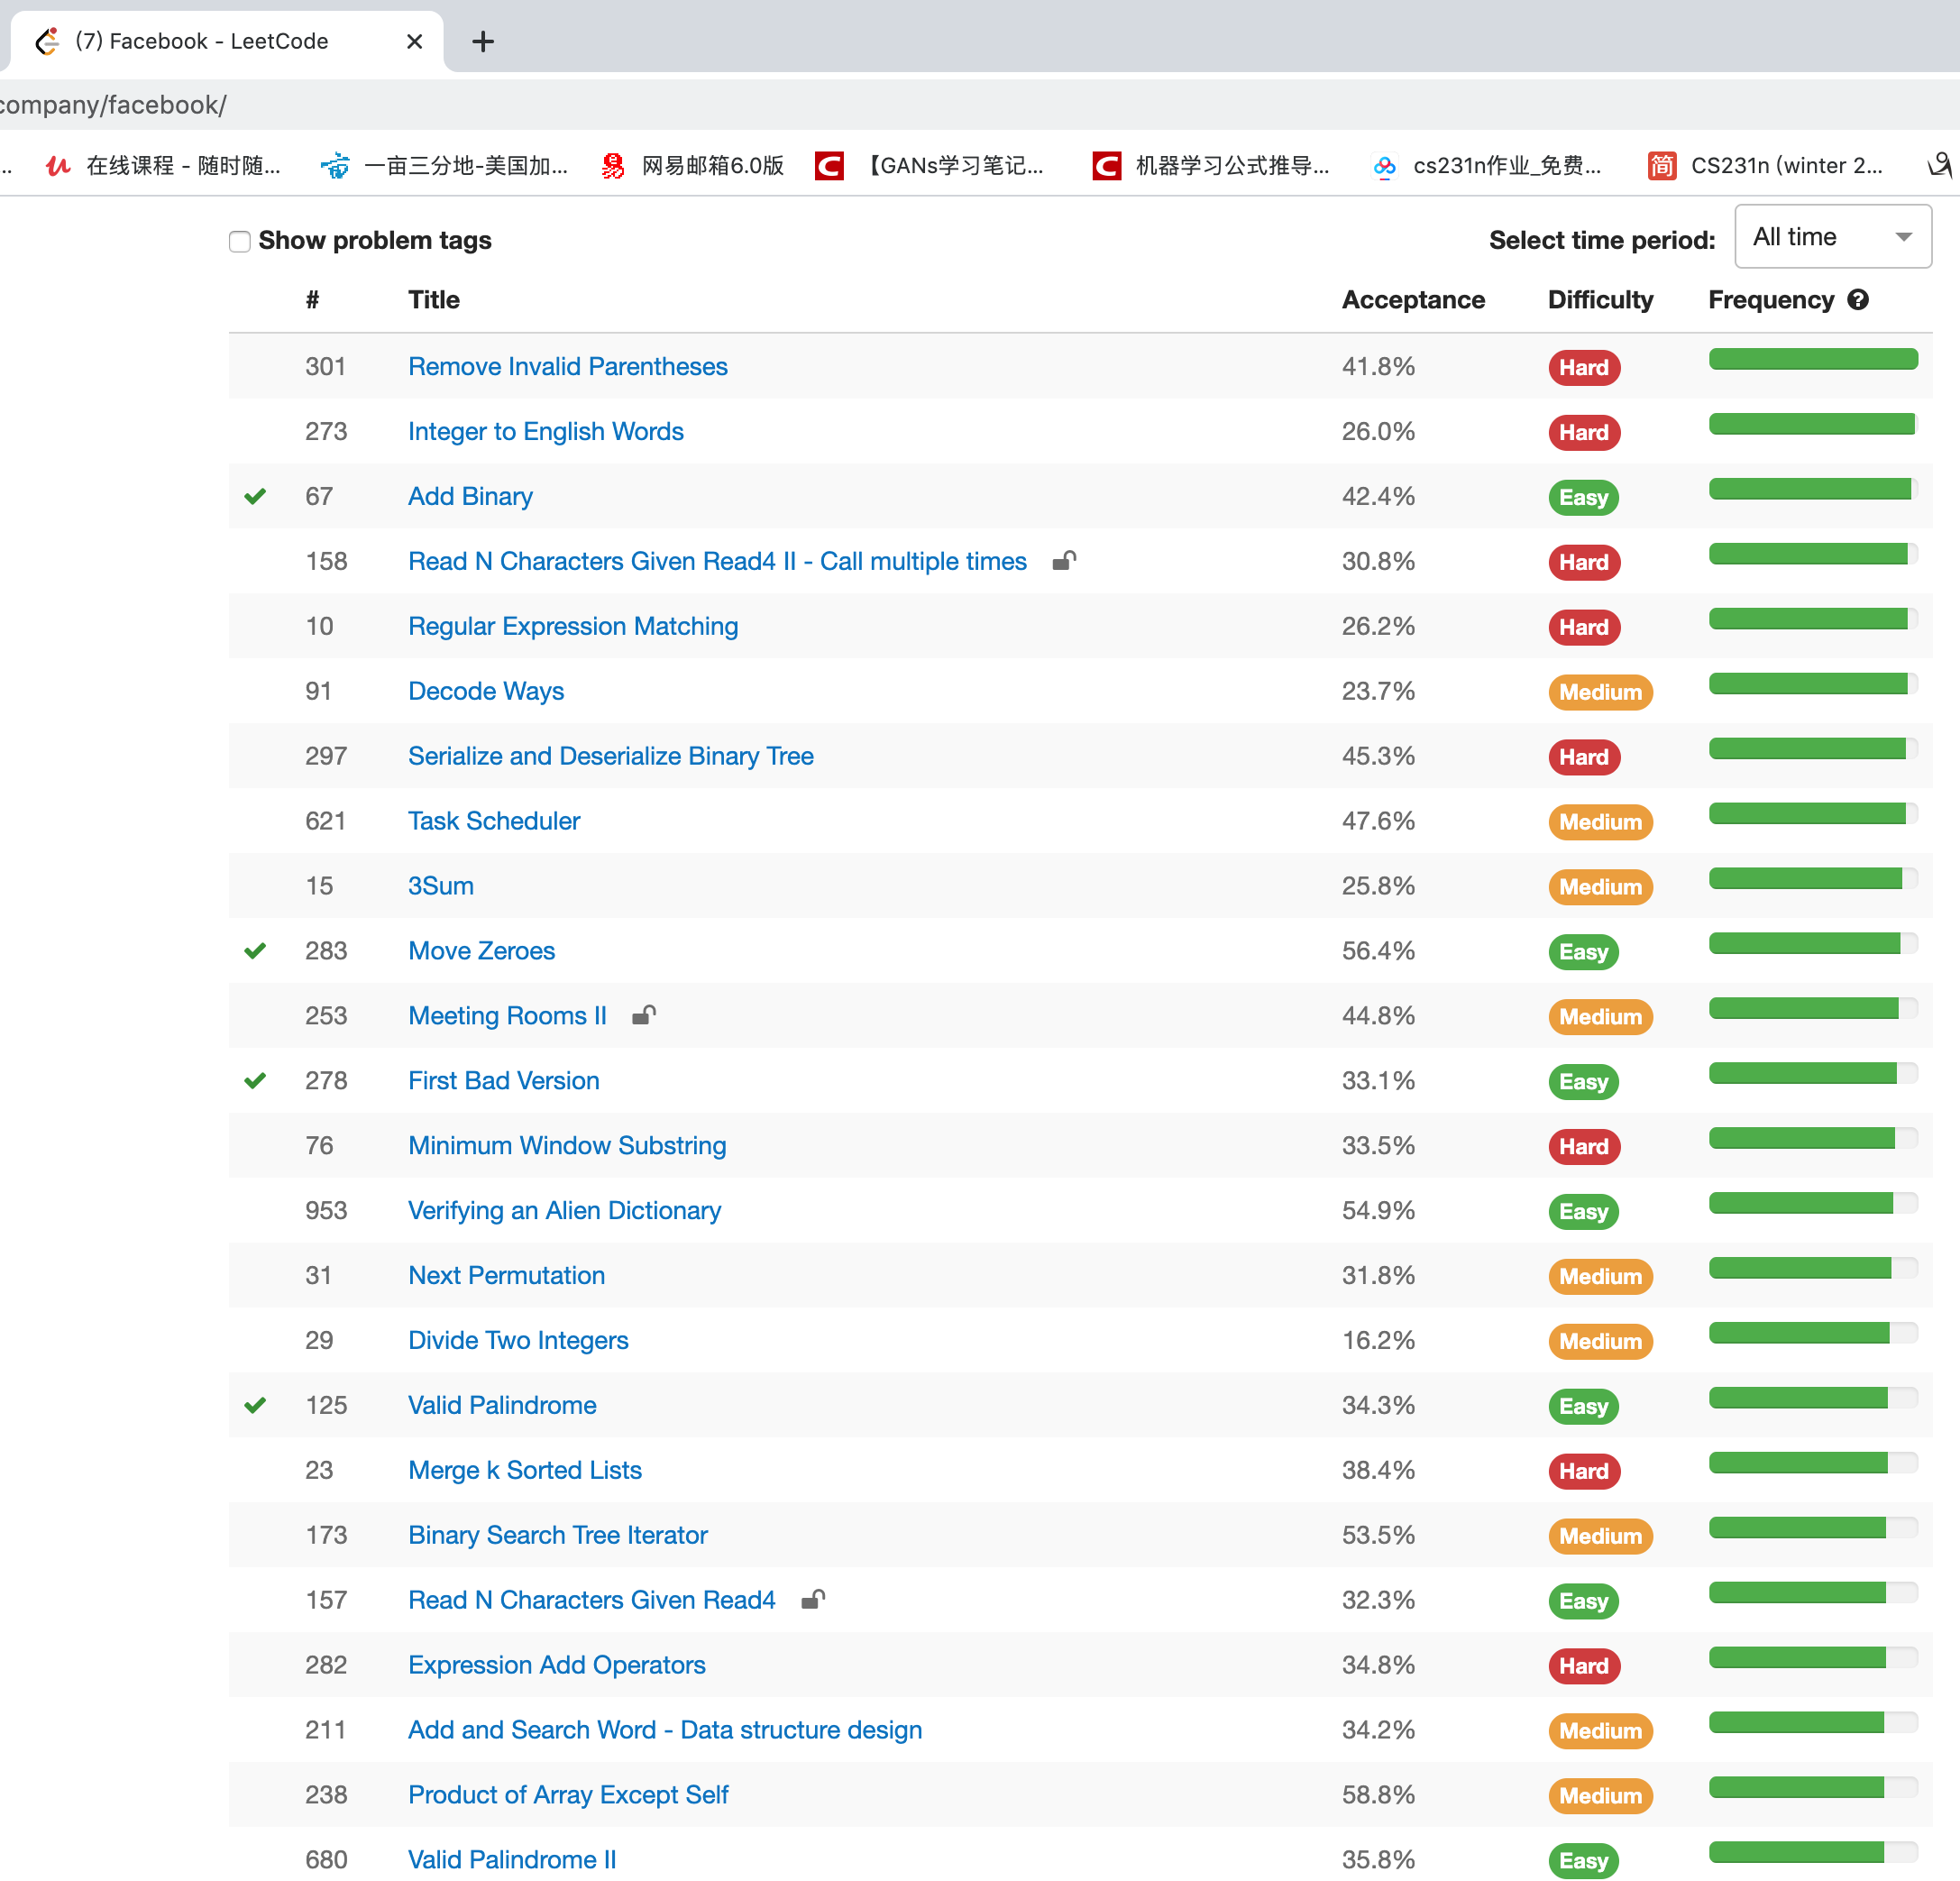 (7) Facebook - LeetCode
company/facebook/
... 在线课程 - 随时随... 一亩三分地-美国加... 网易邮箱6.0版 【GANs学习笔记... 机器学习公式推导... cs231n作业_免费... 简 CS231n (winter 2...
Show problem tags Select time period: All time
# Title Acceptance Difficulty Frequency ?
301 Remove Invalid Parentheses 41.8% Hard
273 Integer to English Words 26.0% Hard
67 Add Binary 42.4% Easy
158 Read N Characters Given Read4 II - Call multiple times 30.8% Hard
10 Regular Expression Matching 26.2% Hard
91 Decode Ways 23.7% Medium
297 Serialize and Deserialize Binary Tree 45.3% Hard
621 Task Scheduler 47.6% Medium
15 3Sum 25.8% Medium
283 Move Zeroes 56.4% Easy
253 Meeting Rooms II 44.8% Medium
278 First Bad Version 33.1% Easy
76 Minimum Window Substring 33.5% Hard
953 Verifying an Alien Dictionary 54.9% Easy
31 Next Permutation 31.8% Medium
29 Divide Two Integers 16.2% Medium
125 Valid Palindrome 34.3% Easy
23 Merge k Sorted Lists 38.4% Hard
173 Binary Search Tree Iterator 53.5% Medium
157 Read N Characters Given Read4 32.3% Easy
282 Expression Add Operators 34.8% Hard
211 Add and Search Word - Data structure design 34.2% Medium
238 Product of Array Except Self 58.8% Medium
680 Valid Palindrome II 35.8% Easy